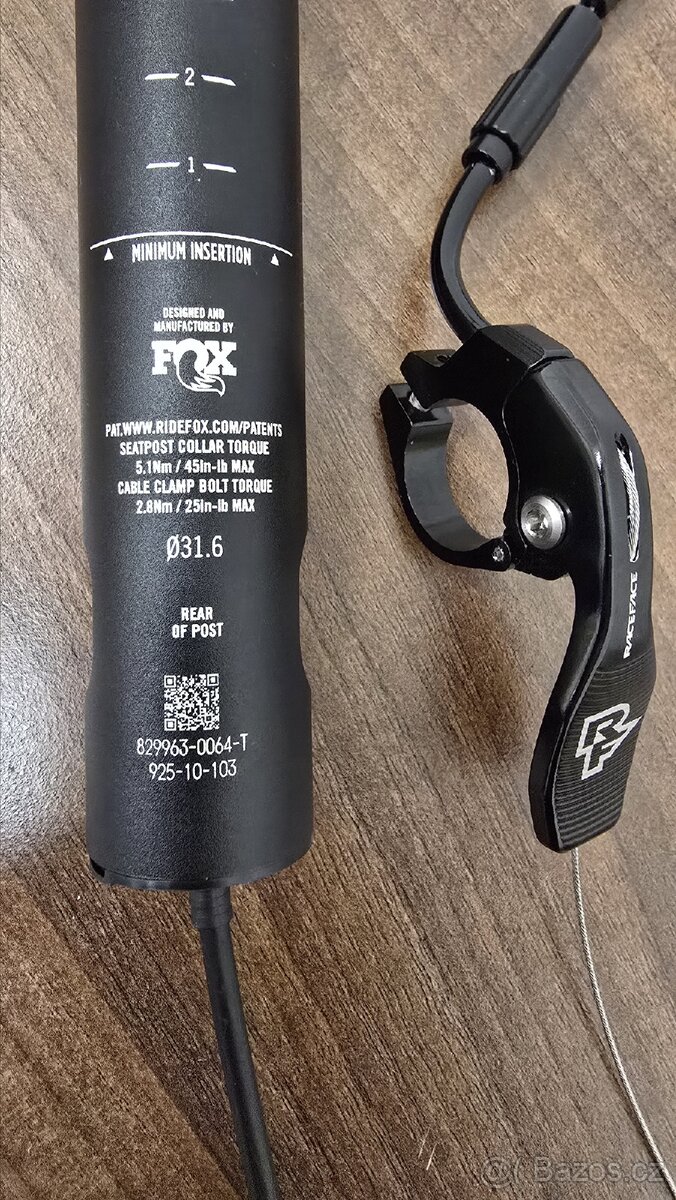 2
1
MINIMUM INSERTION
DESIGNED AND
MANUFACTURED BY
FOX
PAT.WWW.RIDEFOX.COM/PATENTS
SEATPOST COLLAR TORQUE
5.1Nm / 45In-lb MAX
CABLE CLAMP BOLT TORQUE
2.8Nm / 25In-lb MAX
Ø31.6
REAR
OF POST
829963-0064-T
925-10-103
RACEFACE
RF
Bazos.cz